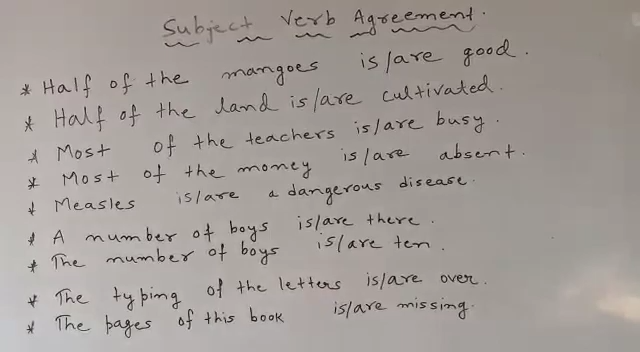 Subject Verb Agreement.
* Half of the mangoes is/are good.
* Half of the land is/are cultivated.
* Most of the teachers is/are busy.
* Most of the money is/are absent.
* Measles is/are a dangerous disease.
* A number of boys is/are there.
* The number of boys is/are ten.
* The typing of the letters is/are over.
* The pages of this book is/are missing.